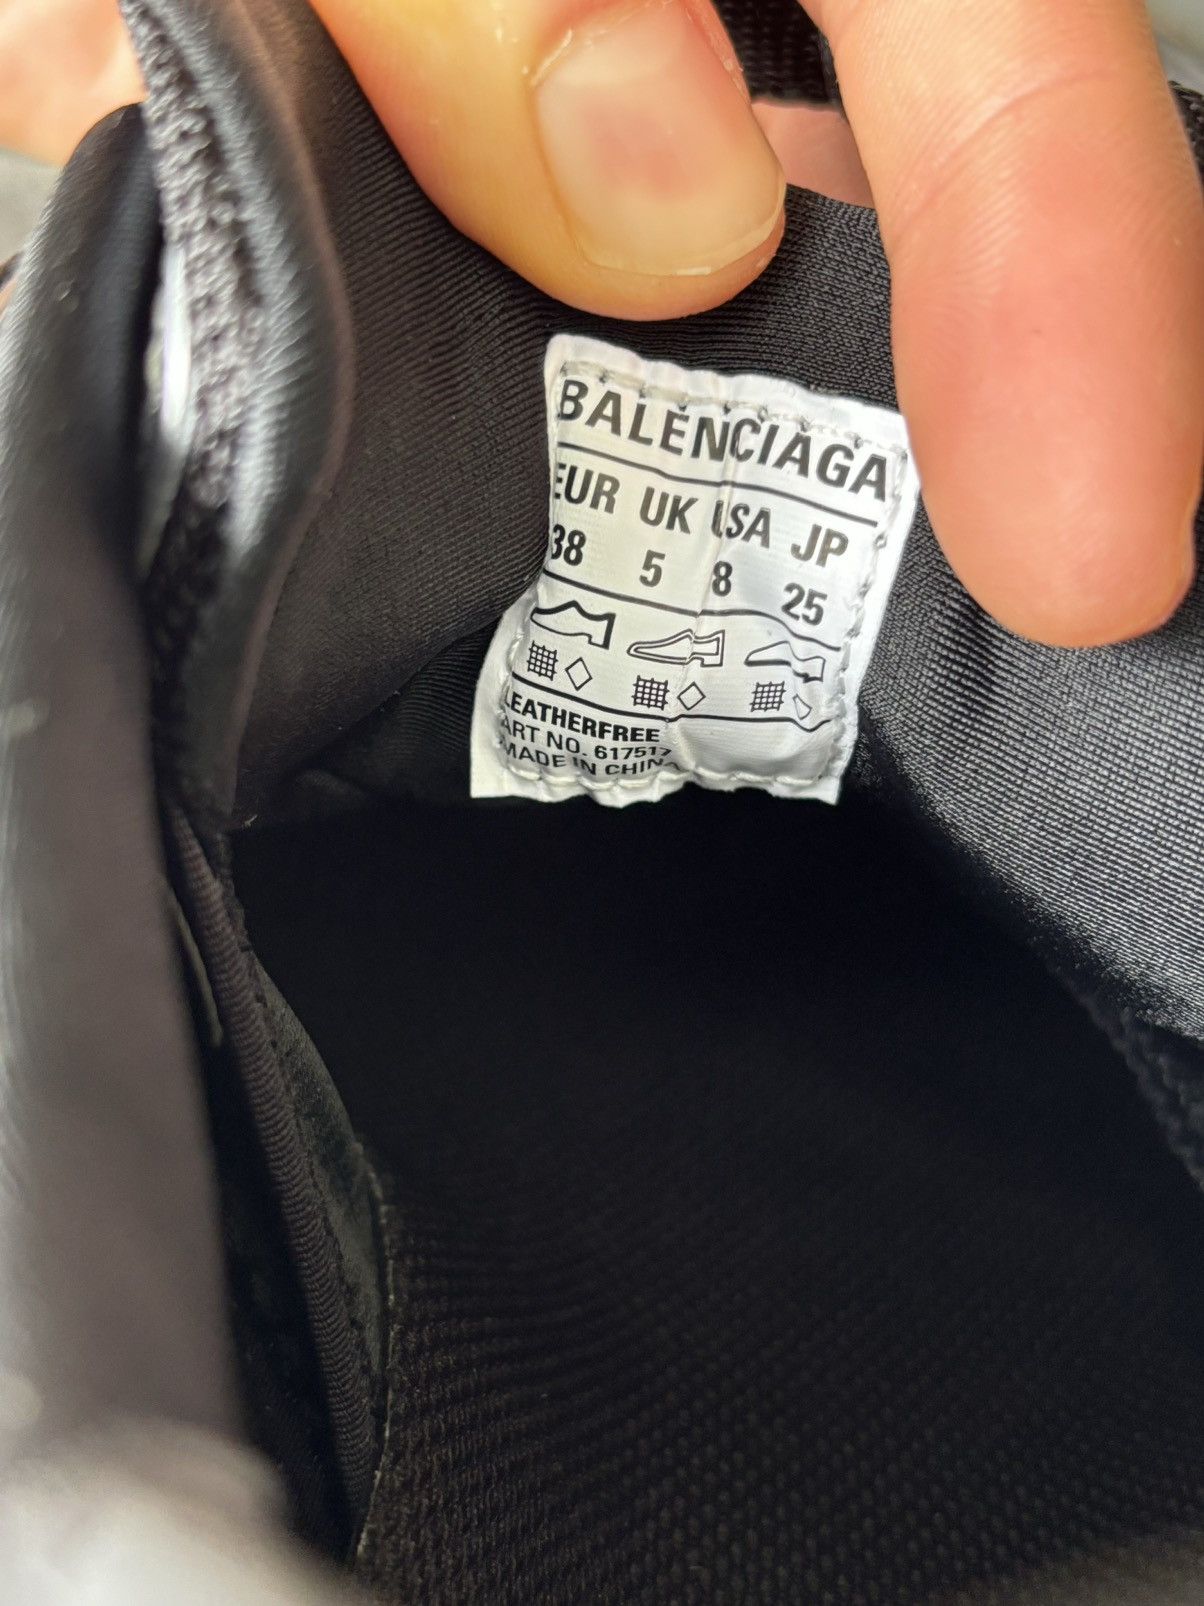 BALENCIAGA
EUR UK USA JP
38 5 8 25
LEATHERFREE
ART NO. 617517
MADE IN CHINA